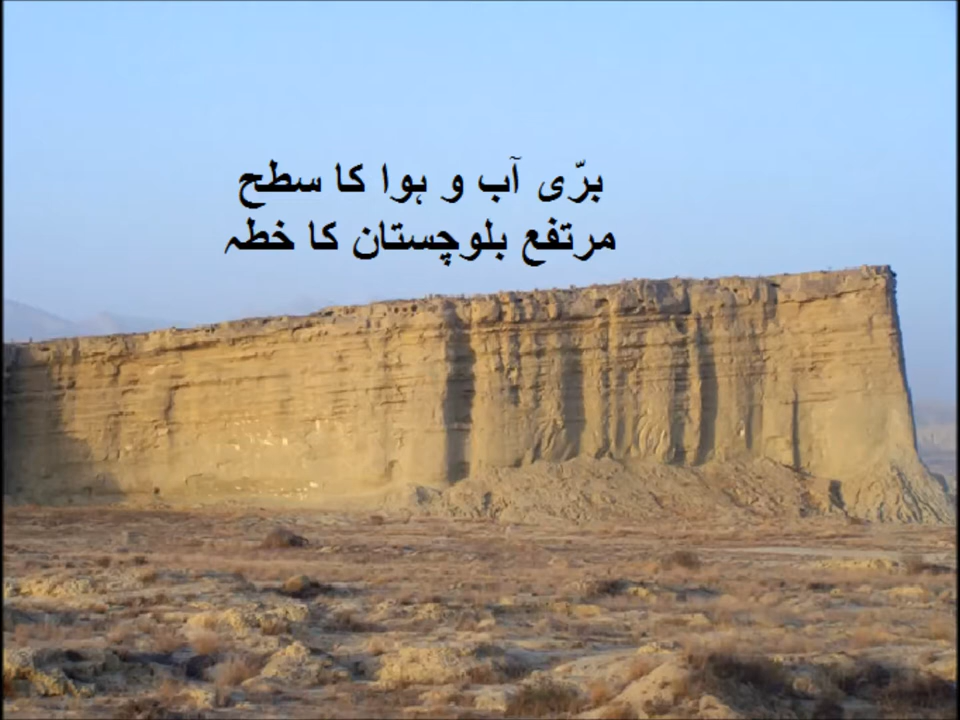 برّی آب و ہوا کا سطح
مرتفع بلوچستان کا خطہ